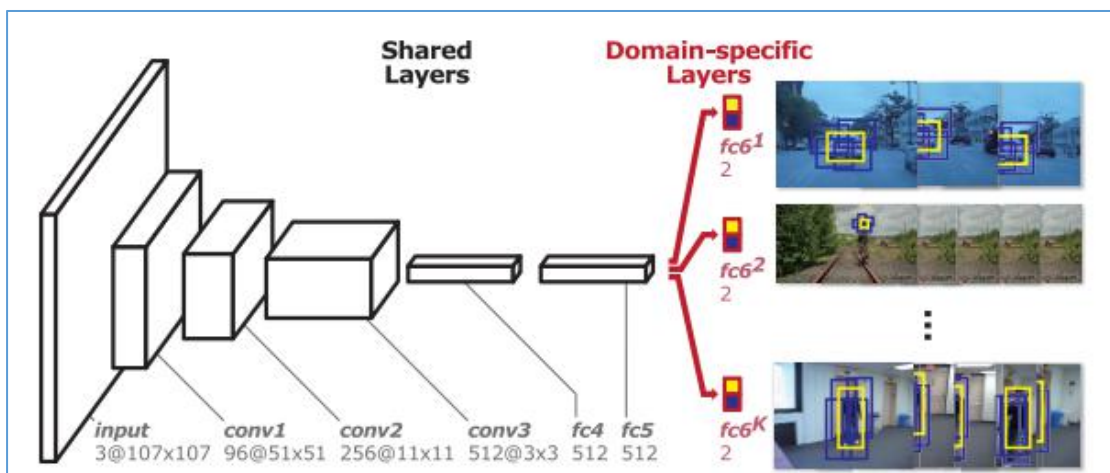 Shared
Layers
Domain-specific
Layers
fc6¹
2
fc6²
2
fc6ᴷ
2
input conv1 conv2 conv3 fc4 fc5
3@107x107 96@51x51 256@11x11 512@3x3 512 512